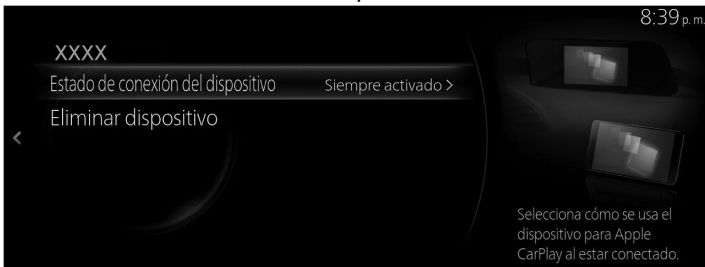 8:39 p. m.
XXXX
Estado de conexión del dispositivo Siempre activado >
Eliminar dispositivo
<
Selecciona cómo se usa el
dispositivo para Apple
CarPlay al estar conectado.